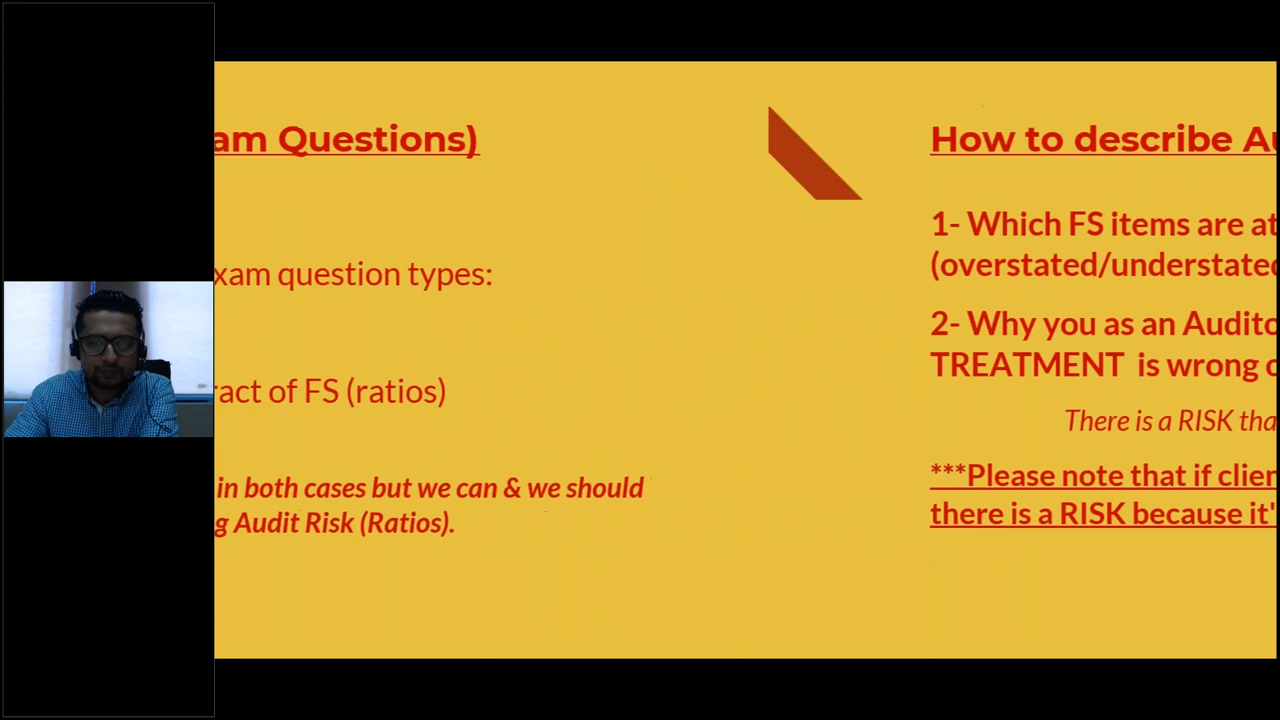 am Questions)
xam question types:
ract of FS (ratios)
in both cases but we can & we should
g Audit Risk (Ratios).
How to describe Au
1- Which FS items are at
(overstated/understated
2- Why you as an Audito
TREATMENT is wrong o
There is a RISK tha
***Please note that if clien
there is a RISK because it'